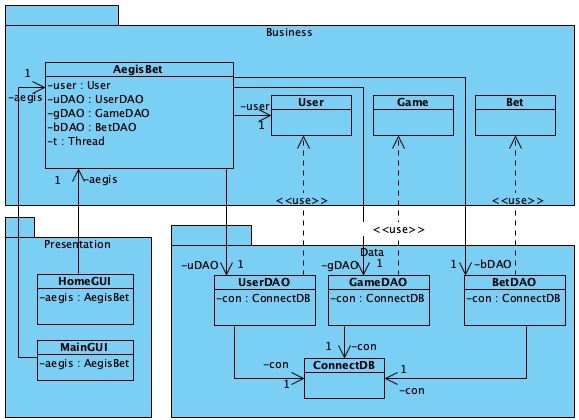 Business
AegisBet
-user : User
-uDAO : UserDAO
-gDAO : GameDAO
-bDAO : BetDAO
-t : Thread
1
-aegis
-user
1
User
Game
Bet
1
-aegis
<<use>>
<<use>>
<<use>>
Presentation
HomeGUI
-aegis : AegisBet
MainGUI
-aegis : AegisBet
Data
-uDAO
1
-gDAO
1
1
-bDAO
UserDAO
-con : ConnectDB
GameDAO
-con : ConnectDB
BetDAO
-con : ConnectDB
1
-con
-con
1
ConnectDB
1
-con